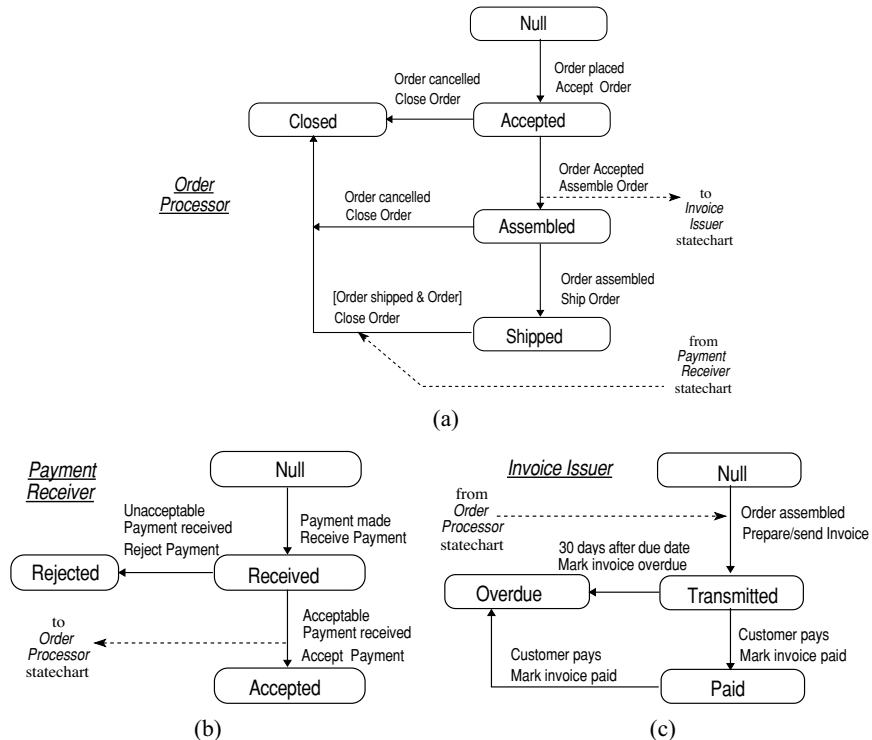 Null
Order placed
Accept Order
Order cancelled
Close Order
Closed
Accepted
Order Accepted
Assemble Order
Order
Processor
to
Invoice
Issuer
statechart
Order cancelled
Close Order
Assembled
Order assembled
Ship Order
[Order shipped & Order]
Close Order
Shipped
from
Payment
Receiver
statechart
(a)
Payment
Receiver
Null
Unacceptable
Payment received
Reject Payment
Payment made
Receive Payment
Rejected
Received
to
Order
Processor
statechart
Acceptable
Payment received
Accept Payment
Accepted
(b)
Invoice Issuer
Null
from
Order
Processor
statechart
Order assembled
Prepare/send Invoice
30 days after due date
Mark invoice overdue
Overdue
Transmitted
Customer pays
Mark invoice paid
Customer pays
Mark invoice paid
Paid
(c)